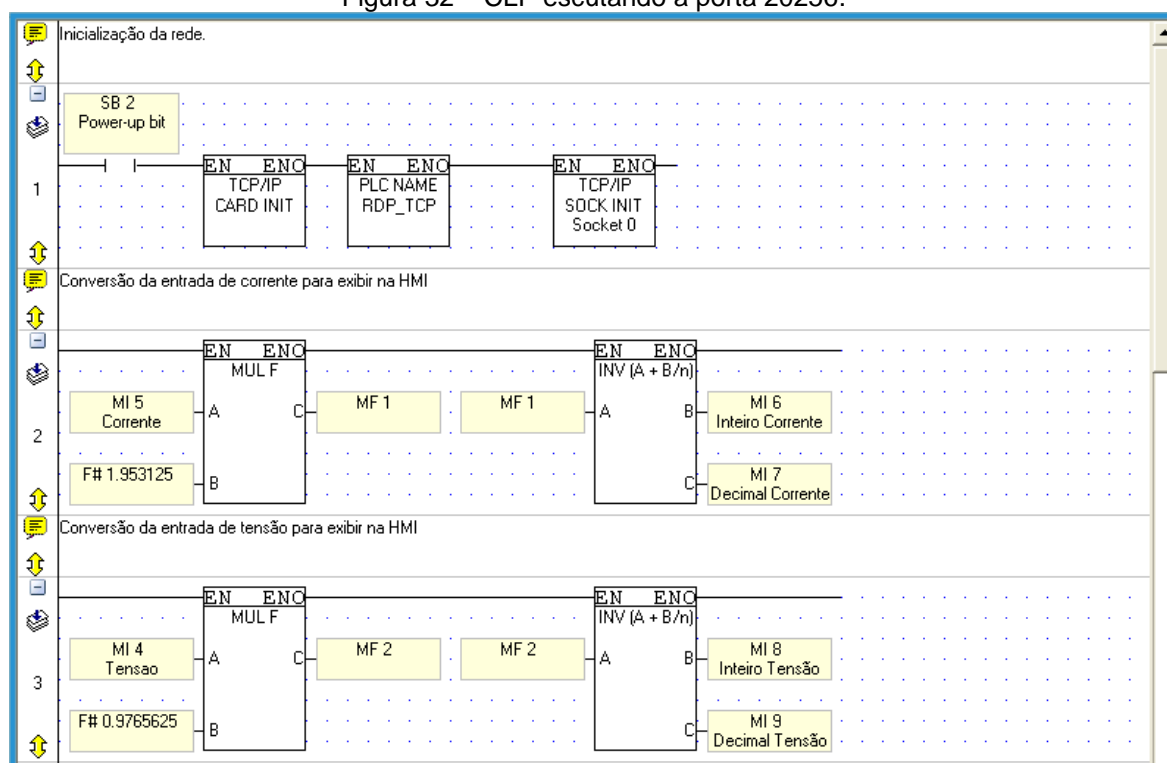 Figura 32 – CLP escutando a porta 20256.
Inicialização da rede.
SB 2
Power-up bit
EN ENO
TCP/IP
CARD INIT
EN ENO
PLC NAME
RDP_TCP
EN ENO
TCP/IP
SOCK INIT
Socket 0
1
Conversão da entrada de corrente para exibir na HMI
EN ENO
MUL F
EN ENO
INV (A + B/n)
MI 5
Corrente
A
C
MF 1
MF 1
A
B
MI 6
Inteiro Corrente
2
F# 1.953125
B
C
MI 7
Decimal Corrente
Conversão da entrada de tensão para exibir na HMI
EN ENO
MUL F
EN ENO
INV (A + B/n)
MI 4
Tensao
A
C
MF 2
MF 2
A
B
MI 8
Inteiro Tensão
3
F# 0.9765625
B
C
MI 9
Decimal Tensão